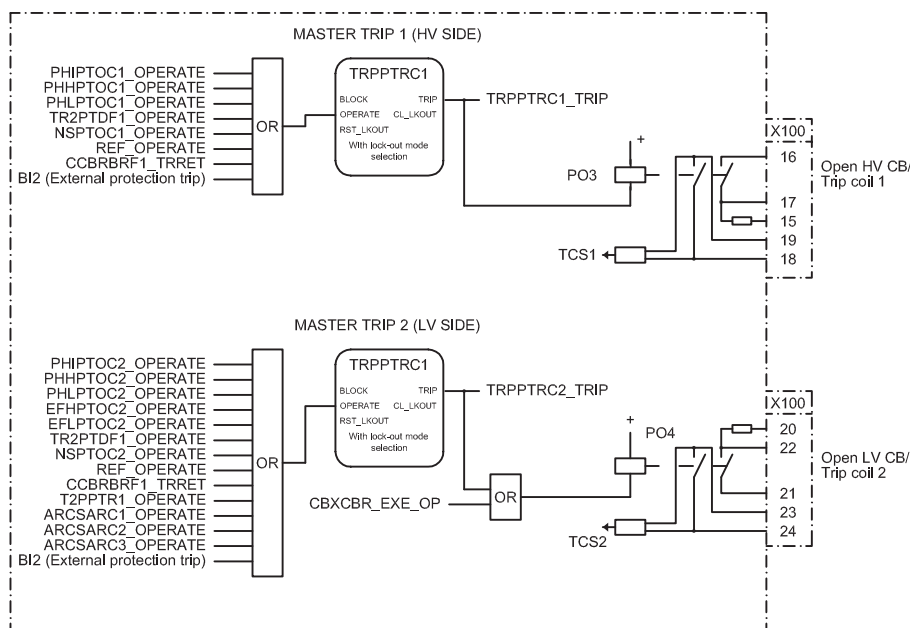 MASTER TRIP 1 (HV SIDE)
PHIPTOC1_OPERATE
PHHPTOC1_OPERATE
PHLPTOC1_OPERATE
TR2PTDF1_OPERATE
NSPTOC1_OPERATE
REF_OPERATE
CCBRBRF1_TRRET
BI2 (External protection trip)
OR
TRPPTRC1
BLOCK TRIP
OPERATE CL_LKOUT
RST_LKOUT
With lock-out mode
selection
TRPPTRC1_TRIP
+
PO3
TCS1
X100
16
17
15
19
18
Open HV CB/
Trip coil 1
MASTER TRIP 2 (LV SIDE)
PHIPTOC2_OPERATE
PHHPTOC2_OPERATE
PHLPTOC2_OPERATE
EFHPTOC2_OPERATE
EFLPTOC2_OPERATE
TR2PTDF1_OPERATE
NSPTOC2_OPERATE
REF_OPERATE
CCBRBRF1_TRRET
T2PPTR1_OPERATE
ARCSARC1_OPERATE
ARCSARC2_OPERATE
ARCSARC3_OPERATE
BI2 (External protection trip)
OR
TRPPTRC1
BLOCK TRIP
OPERATE CL_LKOUT
RST_LKOUT
With lock-out mode
selection
TRPPTRC2_TRIP
CBXCBR_EXE_OP
OR
+
PO4
TCS2
X100
20
22
21
23
24
Open LV CB/
Trip coil 2